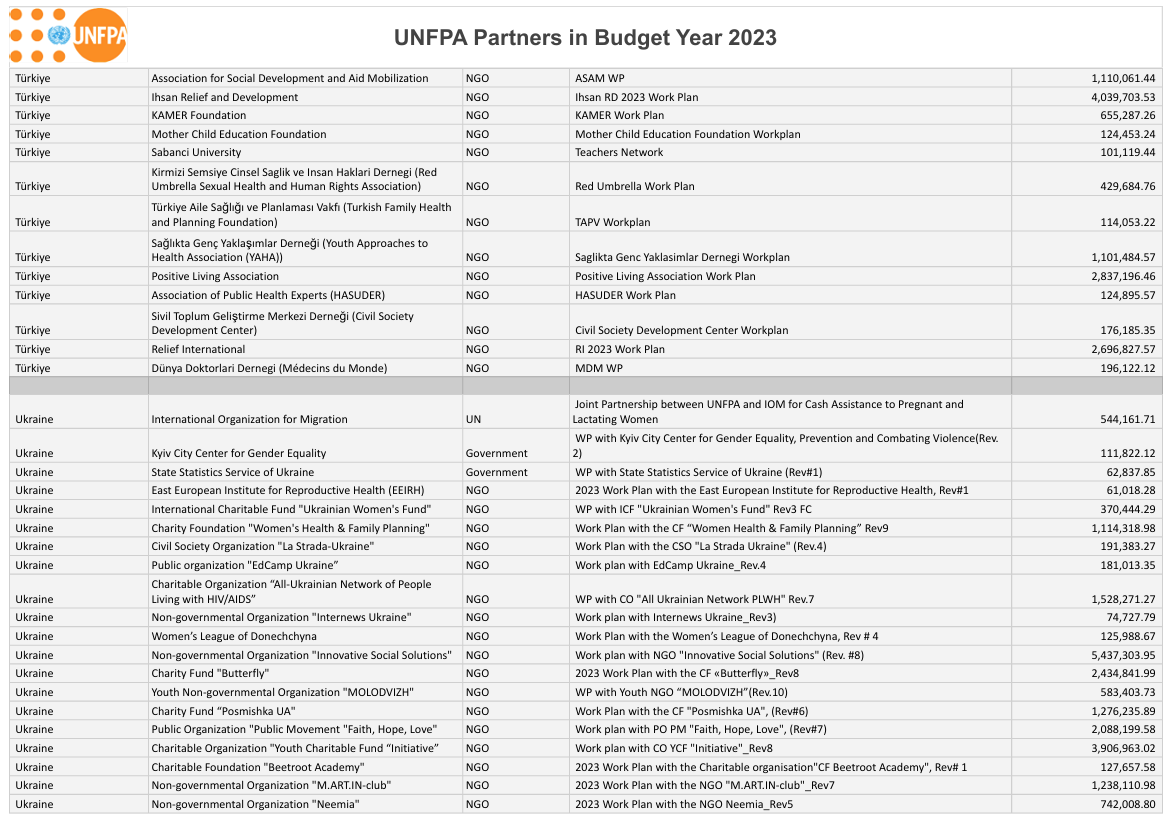 UNFPA
UNFPA Partners in Budget Year 2023
Türkiye Association for Social Development and Aid Mobilization NGO ASAM WP 1,110,061.44
Türkiye Ihsan Relief and Development NGO Ihsan RD 2023 Work Plan 4,039,703.53
Türkiye KAMER Foundation NGO KAMER Work Plan 655,287.26
Türkiye Mother Child Education Foundation NGO Mother Child Education Foundation Workplan 124,453.24
Türkiye Sabanci University NGO Teachers Network 101,119.44
Kirmizi Semsiye Cinsel Saglik ve Insan Haklari Dernegi (Red
Türkiye Umbrella Sexual Health and Human Rights Association) NGO Red Umbrella Work Plan 429,684.76
Türkiye Aile Sağlığı ve Planlaması Vakfı (Turkish Family Health
Türkiye and Planning Foundation) NGO TAPV Workplan 114,053.22
Sağlıkta Genç Yaklaşımlar Derneği (Youth Approaches to
Türkiye Health Association (YAHA)) NGO Saglikta Genc Yaklasimlar Dernegi Workplan 1,101,484.57
Türkiye Positive Living Association NGO Positive Living Association Work Plan 2,837,196.46
Türkiye Association of Public Health Experts (HASUDER) NGO HASUDER Work Plan 124,895.57
Sivil Toplum Geliştirme Merkezi Derneği (Civil Society
Türkiye Development Center) NGO Civil Society Development Center Workplan 176,185.35
Türkiye Relief International NGO RI 2023 Work Plan 2,696,827.57
Türkiye Dünya Doktorlari Dernegi (Médecins du Monde) NGO MDM WP 196,122.12
Joint Partnership between UNFPA and IOM for Cash Assistance to Pregnant and
Ukraine International Organization for Migration UN Lactating Women 544,161.71
WP with Kyiv City Center for Gender Equality, Prevention and Combating Violence(Rev.
Ukraine Kyiv City Center for Gender Equality Government 2) 111,822.12
Ukraine State Statistics Service of Ukraine Government WP with State Statistics Service of Ukraine (Rev#1) 62,837.85
Ukraine East European Institute for Reproductive Health (EEIRH) NGO 2023 Work Plan with the East European Institute for Reproductive Health, Rev#1 61,018.28
Ukraine International Charitable Fund "Ukrainian Women's Fund" NGO WP with ICF "Ukrainian Women's Fund" Rev3 FC 370,444.29
Ukraine Charity Foundation "Women's Health & Family Planning" NGO Work Plan with the CF “Women Health & Family Planning” Rev9 1,114,318.98
Ukraine Civil Society Organization "La Strada-Ukraine" NGO Work Plan with the CSO "La Strada Ukraine" (Rev.4) 191,383.27
Ukraine Public organization "EdCamp Ukraine” NGO Work plan with EdCamp Ukraine_Rev.4 181,013.35
Charitable Organization “All-Ukrainian Network of People
Ukraine Living with HIV/AIDS” NGO WP with CO "All Ukrainian Network PLWH" Rev.7 1,528,271.27
Ukraine Non-governmental Organization "Internews Ukraine" NGO Work plan with Internews Ukraine_Rev3) 74,727.79
Ukraine Women’s League of Donechchyna NGO Work Plan with the Women’s League of Donechchyna, Rev # 4 125,988.67
Ukraine Non-governmental Organization "Innovative Social Solutions" NGO Work plan with NGO "Innovative Social Solutions" (Rev. #8) 5,437,303.95
Ukraine Charity Fund "Butterfly" NGO 2023 Work Plan with the CF «Butterfly»_Rev8 2,434,841.99
Ukraine Youth Non-governmental Organization "MOLODVIZH" NGO WP with Youth NGO “MOLODVIZH”(Rev.10) 583,403.73
Ukraine Charity Fund “Posmishka UA" NGO Work Plan with the CF "Posmishka UA", (Rev#6) 1,276,235.89
Ukraine Public Organization "Public Movement "Faith, Hope, Love" NGO Work plan with PO PM "Faith, Hope, Love", (Rev#7) 2,088,199.58
Ukraine Charitable Organization "Youth Charitable Fund “Initiative” NGO Work plan with CO YCF "Initiative"_Rev8 3,906,963.02
Ukraine Charitable Foundation "Beetroot Academy" NGO 2023 Work Plan with the Charitable organisation"CF Beetroot Academy", Rev# 1 127,657.58
Ukraine Non-governmental Organization "M.ART.IN-club" NGO 2023 Work Plan with the NGO "M.ART.IN-club"_Rev7 1,238,110.98
Ukraine Non-governmental Organization "Neemia" NGO 2023 Work Plan with the NGO Neemia_Rev5 742,008.80